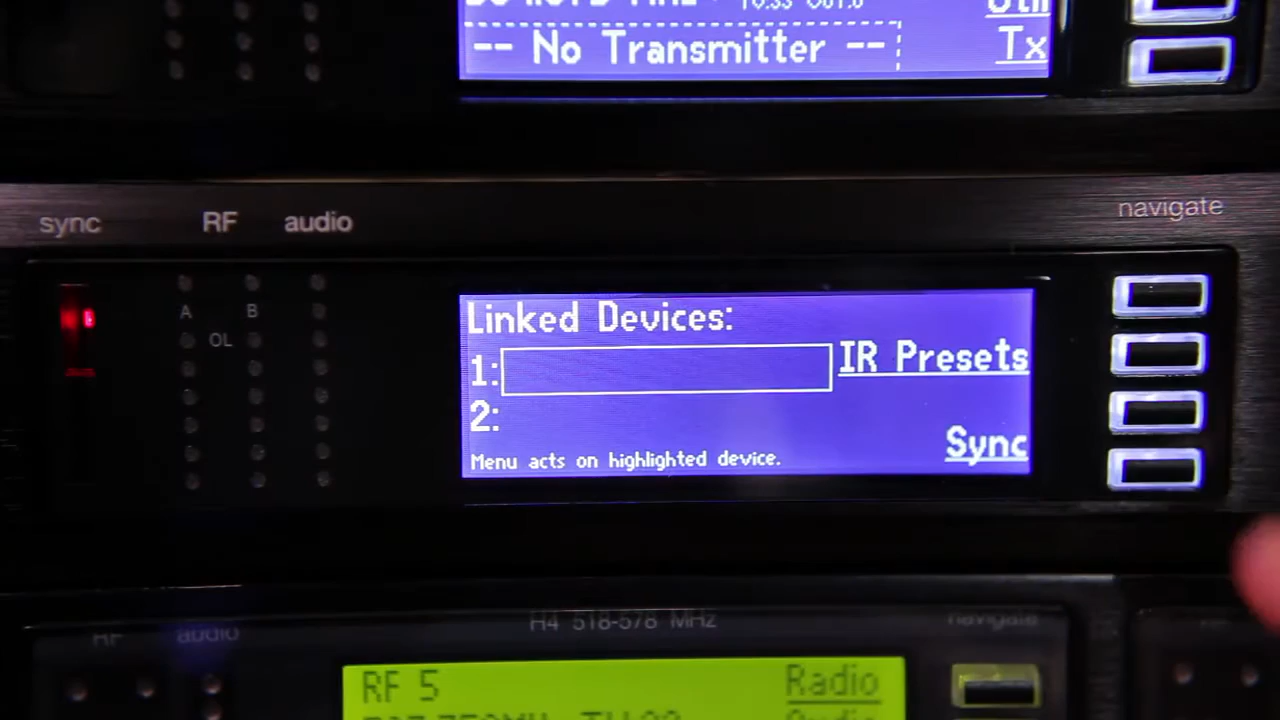 -- No Transmitter --
Tx
sync
RF
audio
navigate
A
B
OL
Linked Devices:
1:
IR Presets
2:
Sync
Menu acts on highlighted device.
RF
audio
H4 518-578 MHz
navigate
RF 5
Radio